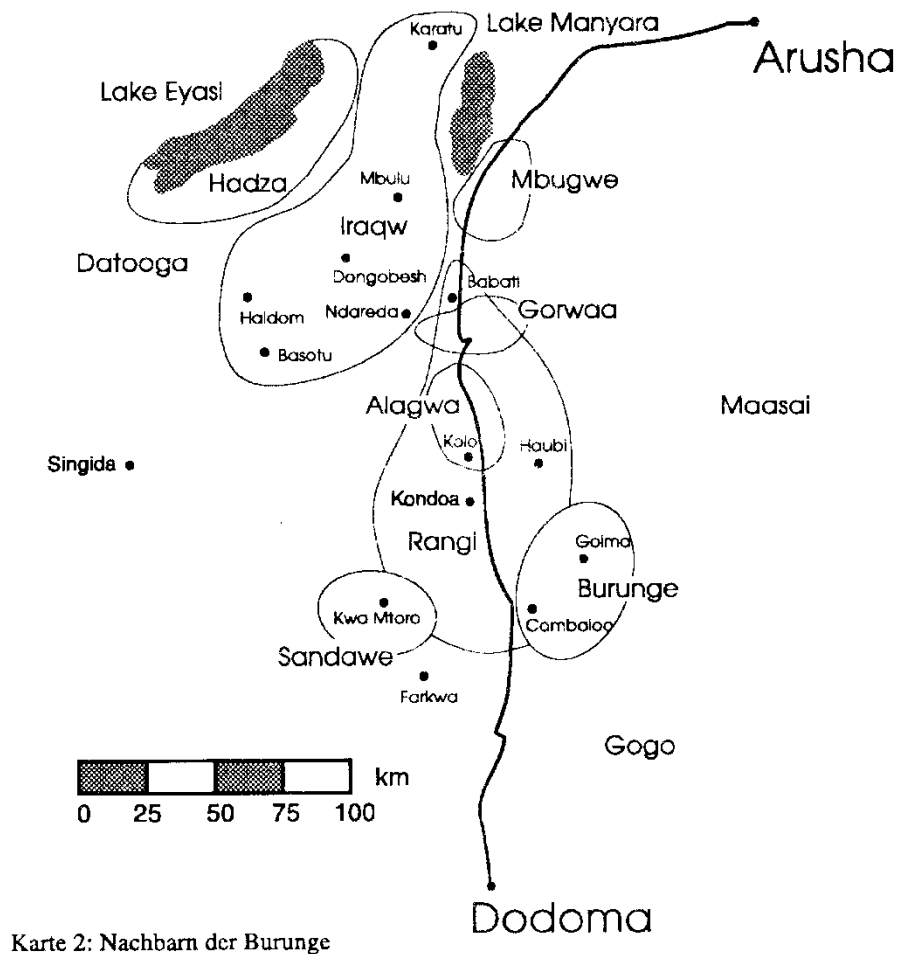 Karatu
Lake Manyara
Arusha
Lake Eyasi
Hadza
Mbulu
Mbugwe
Iraqw
Datooga
Dongobesh
Babati
Haidom
Ndareda
Gorwaa
Basotu
Alagwa
Maasai
Kolo
Haubi
Singida
Kondoa
Rangi
Goima
Burunge
Kwa Mtoro
Cambaloo
Sandawe
Farkwa
Gogo
km
0 25 50 75 100
Dodoma
Karte 2: Nachbarn der Burunge